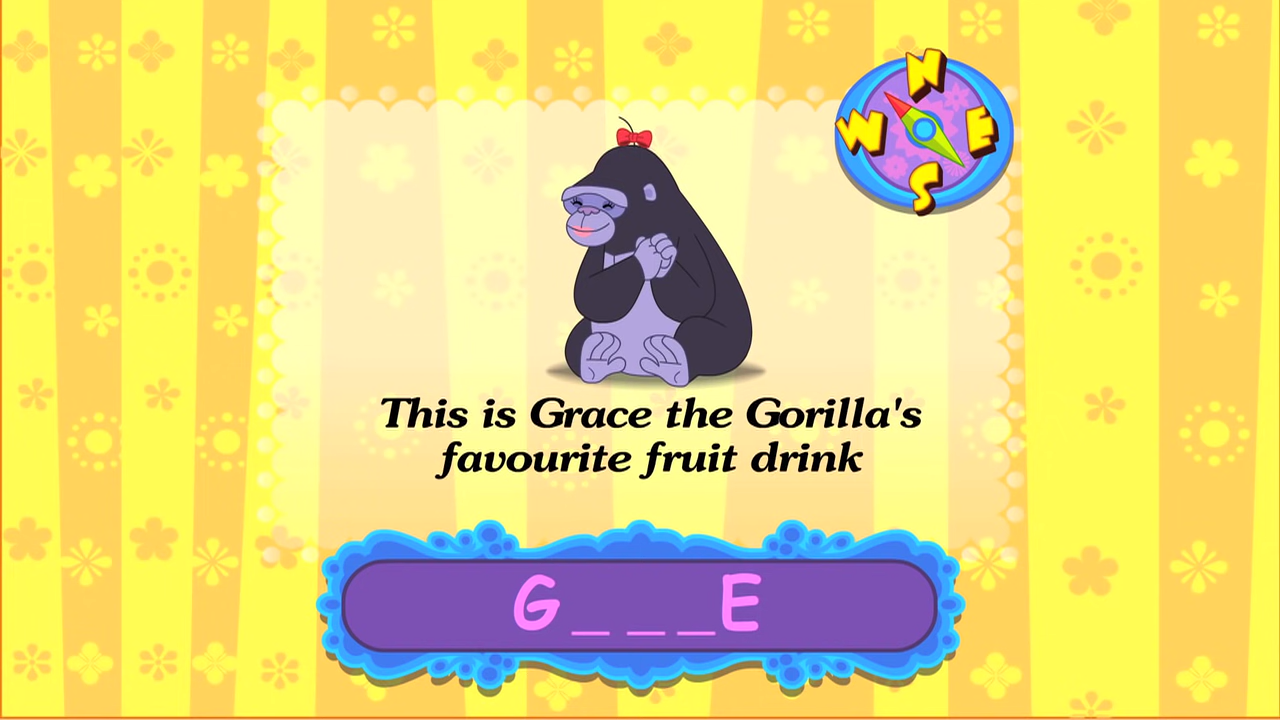 N
W E
S
This is Grace the Gorilla's
favourite fruit drink
G _ _ _ E